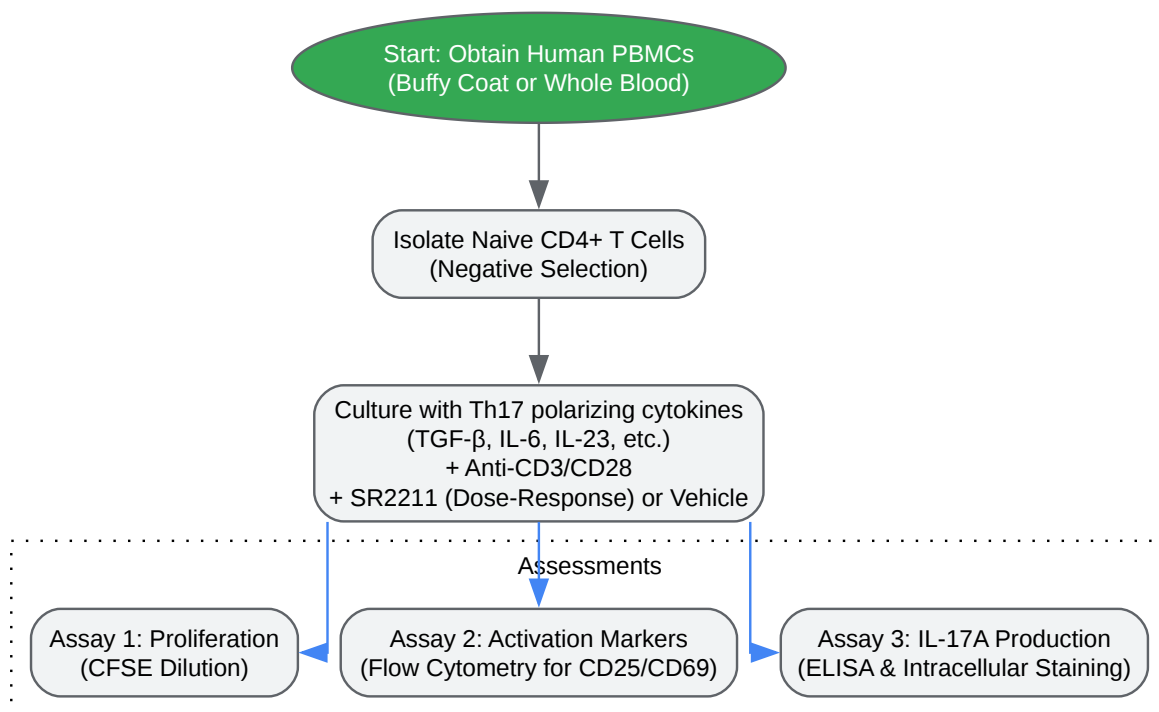 Start: Obtain Human PBMCs
(Buffy Coat or Whole Blood)
Isolate Naive CD4+ T Cells
(Negative Selection)
Culture with Th17 polarizing cytokines
(TGF-β, IL-6, IL-23, etc.)
+ Anti-CD3/CD28
+ SR2211 (Dose-Response) or Vehicle
Assessments
Assay 1: Proliferation
(CFSE Dilution)
Assay 2: Activation Markers
(Flow Cytometry for CD25/CD69)
Assay 3: IL-17A Production
(ELISA & Intracellular Staining)